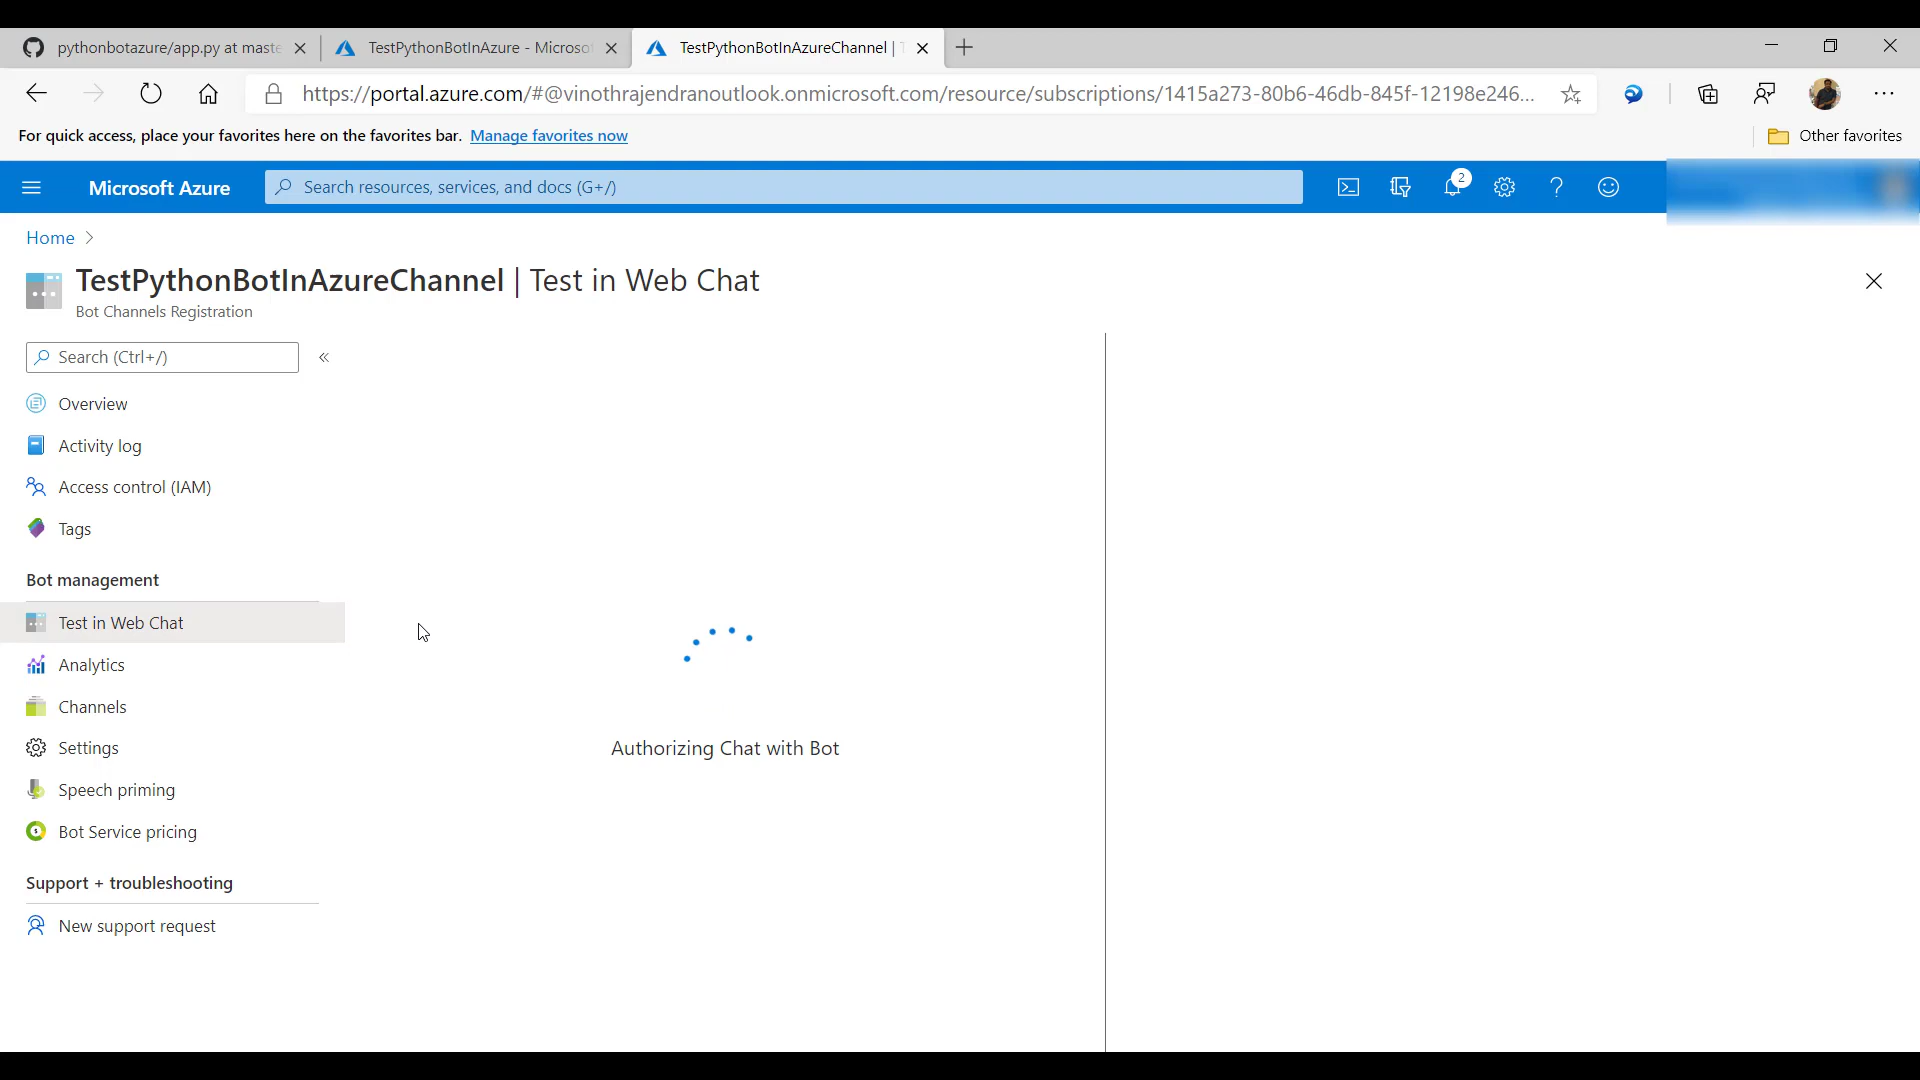 pythonbotazure/app.py at maste
TestPythonBotInAzure - Microso
TestPythonBotInAzureChannel |
https://portal.azure.com/#@vinothrajendranoutlook.onmicrosoft.com/resource/subscriptions/1415a273-80b6-46db-845f-12198e246...
For quick access, place your favorites here on the favorites bar. Manage favorites now
Other favorites
Microsoft Azure
Search resources, services, and docs (G+/)
2
Home
TestPythonBotInAzureChannel | Test in Web Chat
Bot Channels Registration
Search (Ctrl+/)
Overview
Activity log
Access control (IAM)
Tags
Bot management
Test in Web Chat
Analytics
Channels
Settings
Speech priming
Bot Service pricing
Support + troubleshooting
New support request
Authorizing Chat with Bot